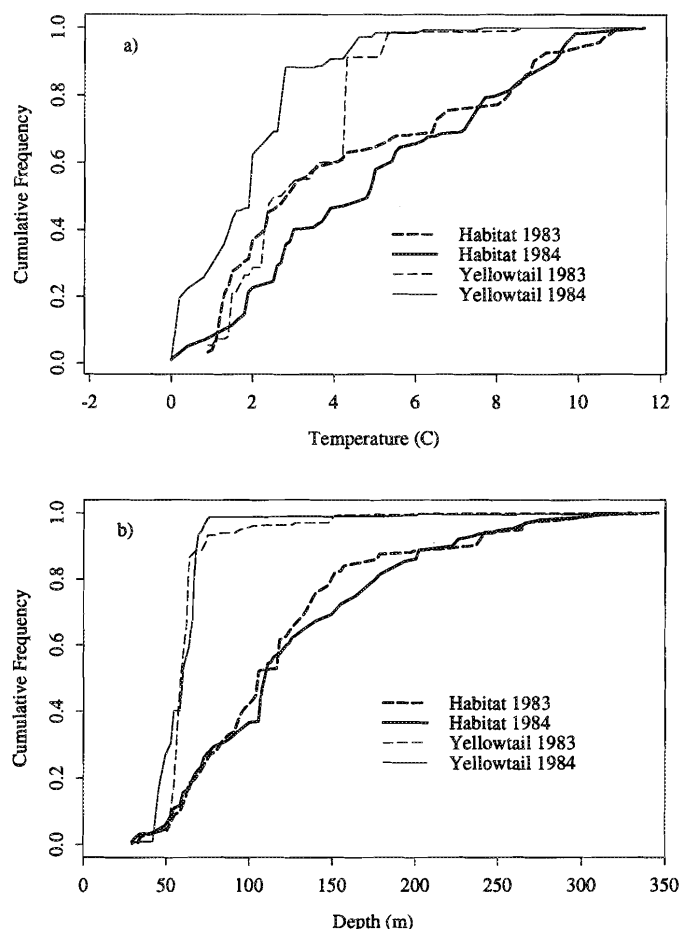 a)
Cumulative Frequency
1.0
0.8
0.6
0.4
0.2
0.0
Habitat 1983
Habitat 1984
Yellowtail 1983
Yellowtail 1984
-2 0 2 4 6 8 10 12
Temperature (C)
b)
Cumulative Frequency
1.0
0.8
0.6
0.4
0.2
0.0
Habitat 1983
Habitat 1984
Yellowtail 1983
Yellowtail 1984
0 50 100 150 200 250 300 350
Depth (m)